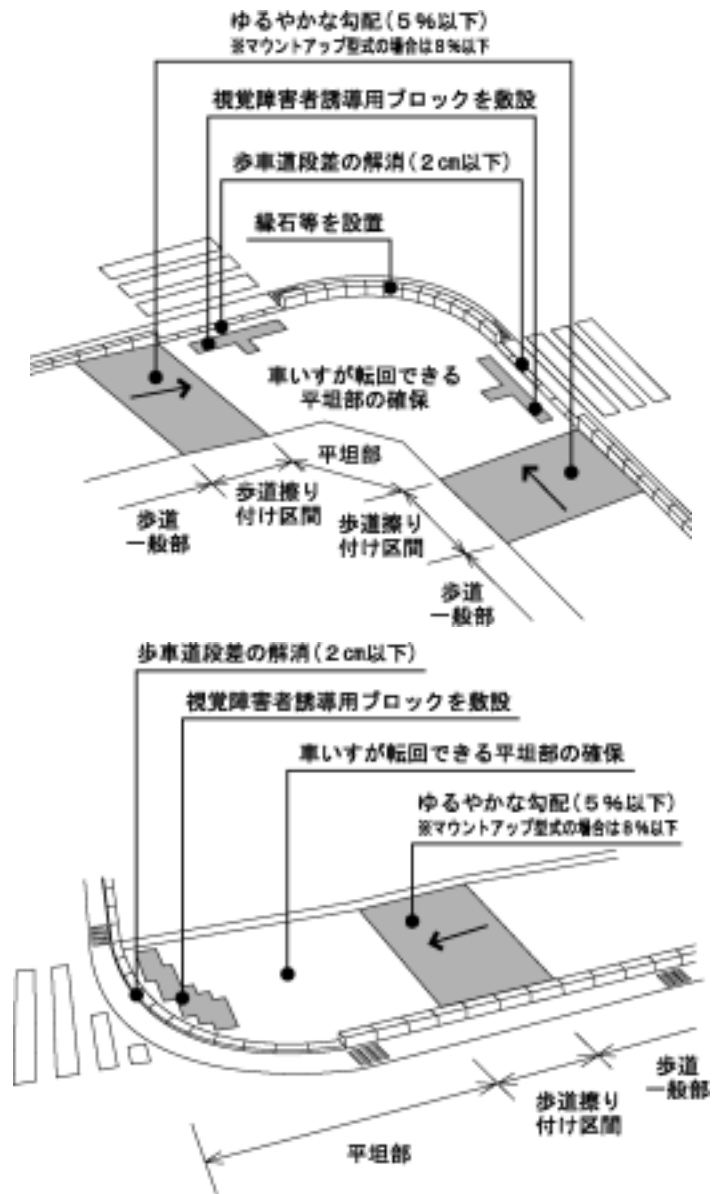 ゆるやかな勾配(5%以下)
※マウントアップ型式の場合は8%以下
視覚障害者誘導用ブロックを敷設
歩車道段差の解消(2cm以下)
縁石等を設置
車いすが転回できる
平坦部の確保
平坦部
歩道擦り
付け区間
歩道
一般部
歩道擦り
付け区間
歩道
一般部
歩車道段差の解消(2cm以下)
視覚障害者誘導用ブロックを敷設
車いすが転回できる平坦部の確保
ゆるやかな勾配(5%以下)
※マウントアップ型式の場合は8%以下
歩道
一般部
歩道擦り
付け区間
平坦部